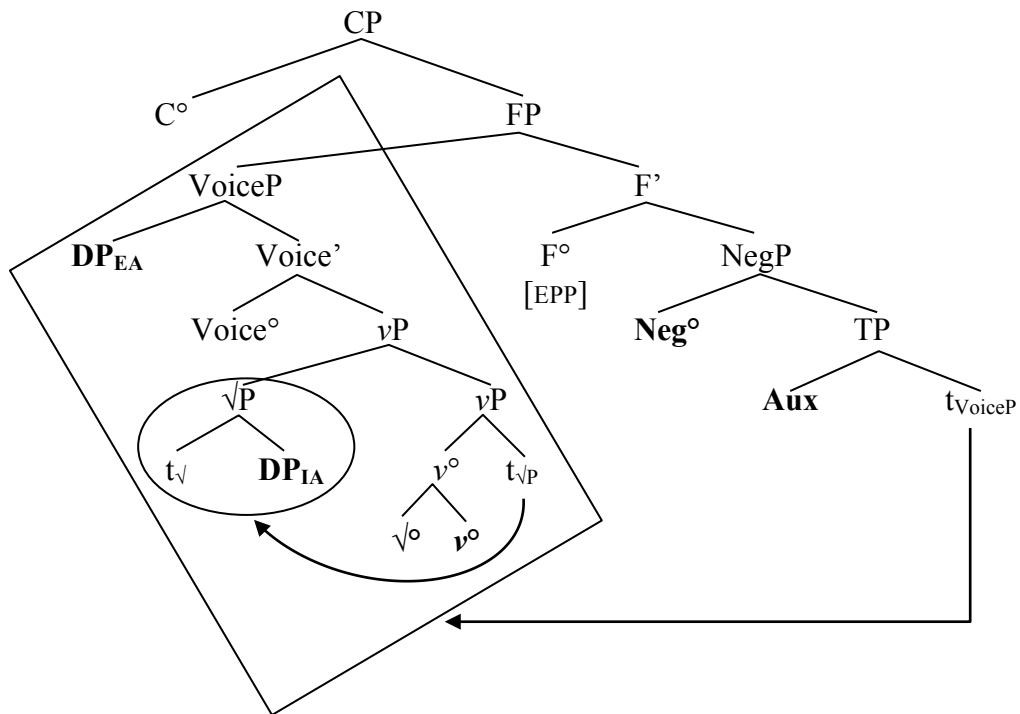 CP
C° FP
VoiceP F’
DP_EA Voice’ F° NegP
[EPP]
Voice° vP Neg° TP
√P vP Aux t_VoiceP
t_√ DP_IA v° t_√P
√° v°